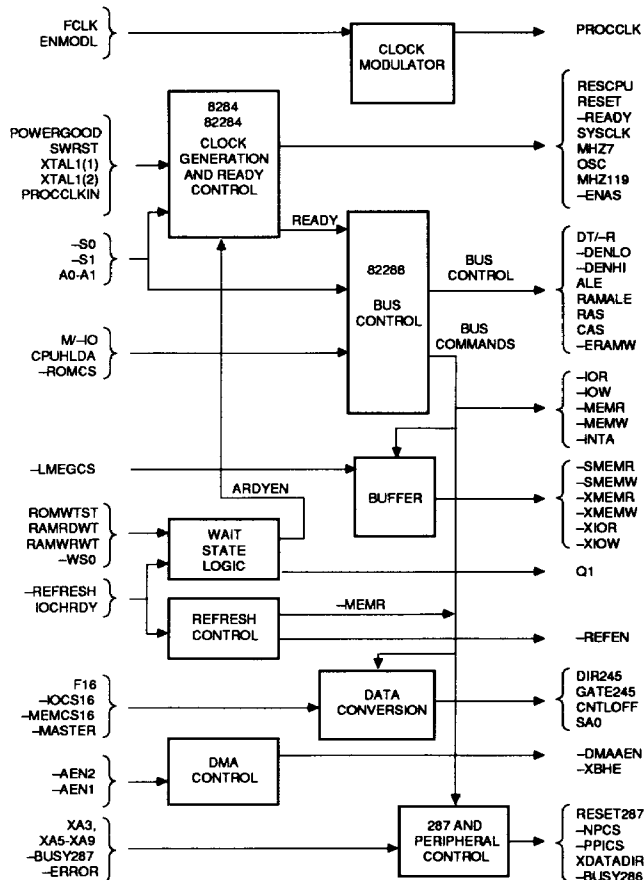 FCLK
ENMODL
CLOCK
MODULATOR
PROCCLK
POWERGOOD
SWRST
XTAL1(1)
XTAL1(2)
PROCCLKIN
8284
82284
CLOCK
GENERATION
AND READY
CONTROL
RESCPU
RESET
–READY
SYSCLK
MHZ7
OSC
MHZ119
–ENAS
READY
–S0
–S1
A0-A1
82288
BUS
CONTROL
BUS
CONTROL
DT/–R
–DENLO
–DENHI
ALE
RAMALE
RAS
CAS
–ERAMW
M/–IO
CPUHLDA
–ROMCS
BUS
COMMANDS
–IOR
–IOW
–MEMR
–MEMW
–INTA
–LMEGCS
BUFFER
–SMEMR
–SMEMW
–XMEMR
–XMEMW
–XIOR
–XIOW
ARDYEN
ROMWTST
RAMRDWT
RAMWRWT
–WS0
WAIT
STATE
LOGIC
Q1
–REFRESH
IOCHRDY
REFRESH
CONTROL
–MEMR
–REFEN
F16
–IOCS16
–MEMCS16
–MASTER
DATA
CONVERSION
DIR245
GATE245
CNTLOFF
SA0
–AEN2
–AEN1
DMA
CONTROL
–DMAAEN
–XBHE
XA3,
XA5-XA9
–BUSY287
–ERROR
287 AND
PERIPHERAL
CONTROL
RESET287
–NPCS
–PPICS
XDATADIR
–BUSY286